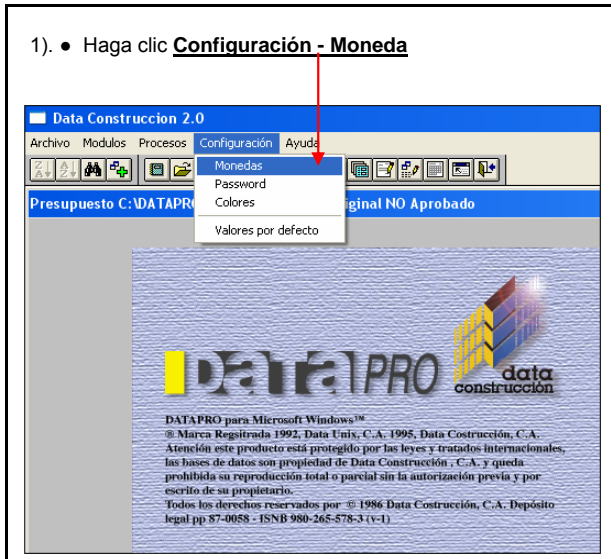 1). ● Haga clic Configuración - Moneda
Data Construccion 2.0
Archivo Modulos Procesos Configuración Ayuda
Monedas
Password
Colores
Valores por defecto
Presupuesto C:\DATAPR iginal NO Aprobado
DATAPRO
data
construcción
DATAPRO para Microsoft Windows™
® Marca Regsitrada 1992, Data Unix, C.A. 1995, Data Costrucción, C.A.
Atención este producto está protegido por las leyes y tratados internacionales,
las bases de datos son propiedad de Data Construcción , C.A. y queda
prohibida su reproducción total o parcial sin la autorización previa y por
escrito de su propietario.
Todos los derechos reservados por © 1986 Data Costrucción, C.A. Depósito
legal pp 87-0058 - ISNB 980-265-578-3 (v-1)